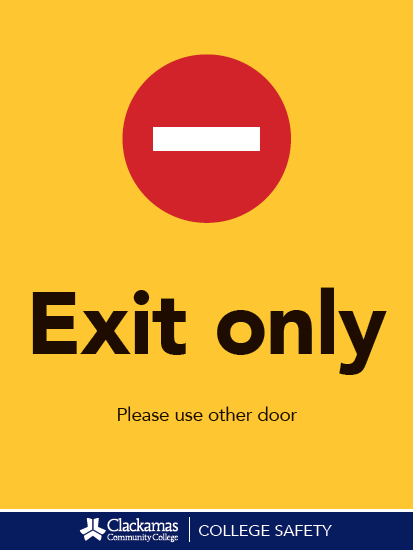 Exit only
Please use other door
Clackamas
Community College
COLLEGE SAFETY